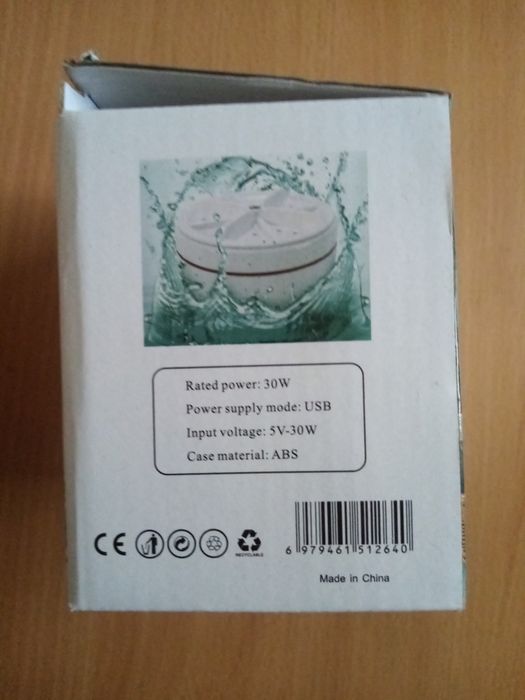 Rated power: 30W
Power supply mode: USB
Input voltage: 5V-30W
Case material: ABS
CE
RECYCLABLE
6 979461 512640
Made in China